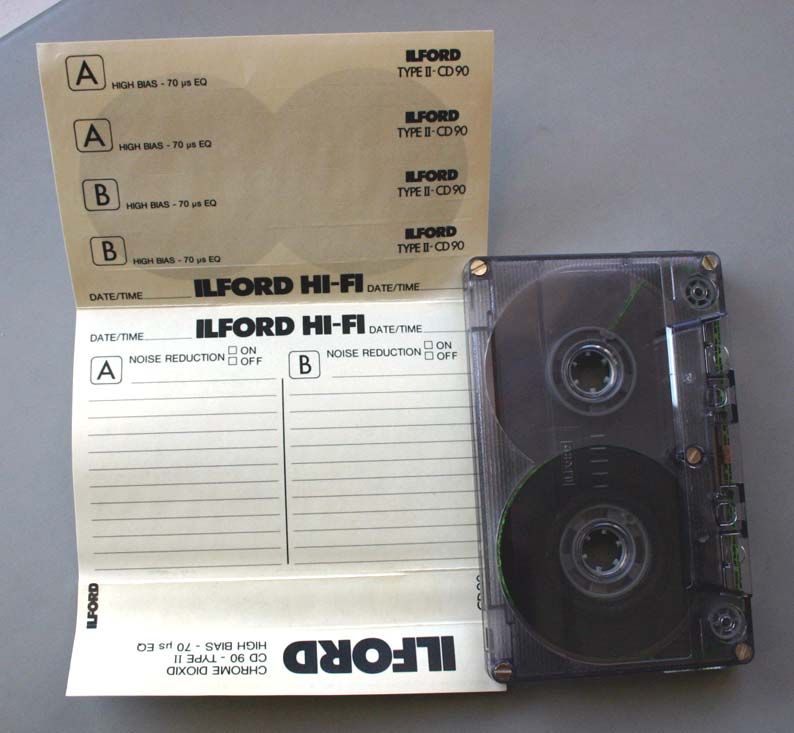 A HIGH BIAS - 70 µs EQ
ILFORD
TYPE II - CD 90
A HIGH BIAS - 70 µs EQ
ILFORD
TYPE II - CD 90
B HIGH BIAS - 70 µs EQ
ILFORD
TYPE II - CD 90
B HIGH BIAS - 70 µs EQ
ILFORD
TYPE II - CD 90
DATE/TIME ILFORD HI-FI DATE/TIME
DATE/TIME ILFORD HI-FI DATE/TIME
A NOISE REDUCTION ON
OFF
B NOISE REDUCTION ON
OFF
ILFORD
CD 90
ILFORD
CHROME DIOXID
CD 90 - TYPE II
HIGH BIAS - 70 µs EQ
ILFORD